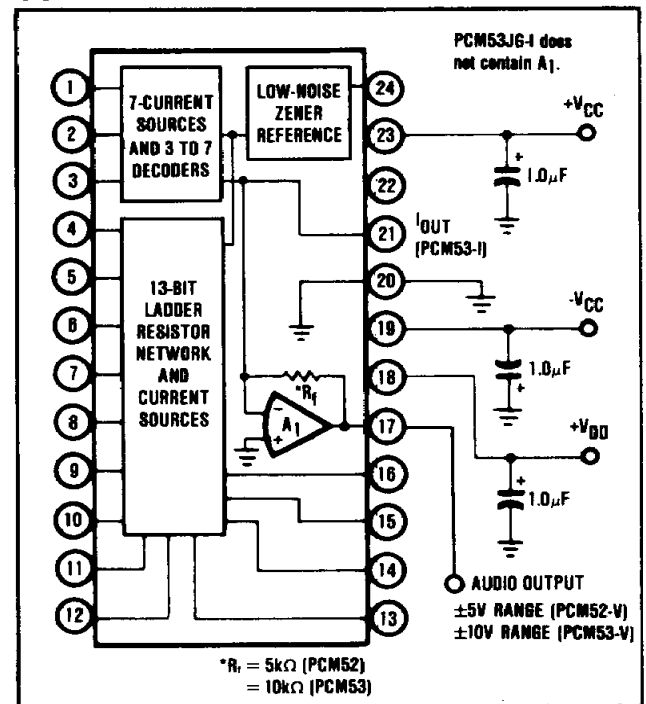 PCM53JG-I does
not contain A1.
+VCC
1.0µF
7-CURRENT
SOURCES
AND 3 TO 7
DECODERS
LOW-NOISE
ZENER
REFERENCE
1
2
3
4
5
6
7
8
9
10
11
12
13-BIT
LADDER
RESISTOR
NETWORK
AND
CURRENT
SOURCES
*Rf
−
A1
+
24
23
22
21
20
19
18
17
16
15
14
13
IOUT
(PCM53-I)
-VCC
1.0µF
+
+VDD
+
1.0µF
+
AUDIO OUTPUT
±5V RANGE (PCM52-V)
±10V RANGE (PCM53-V)
*Rf = 5kΩ (PCM52)
= 10kΩ (PCM53)